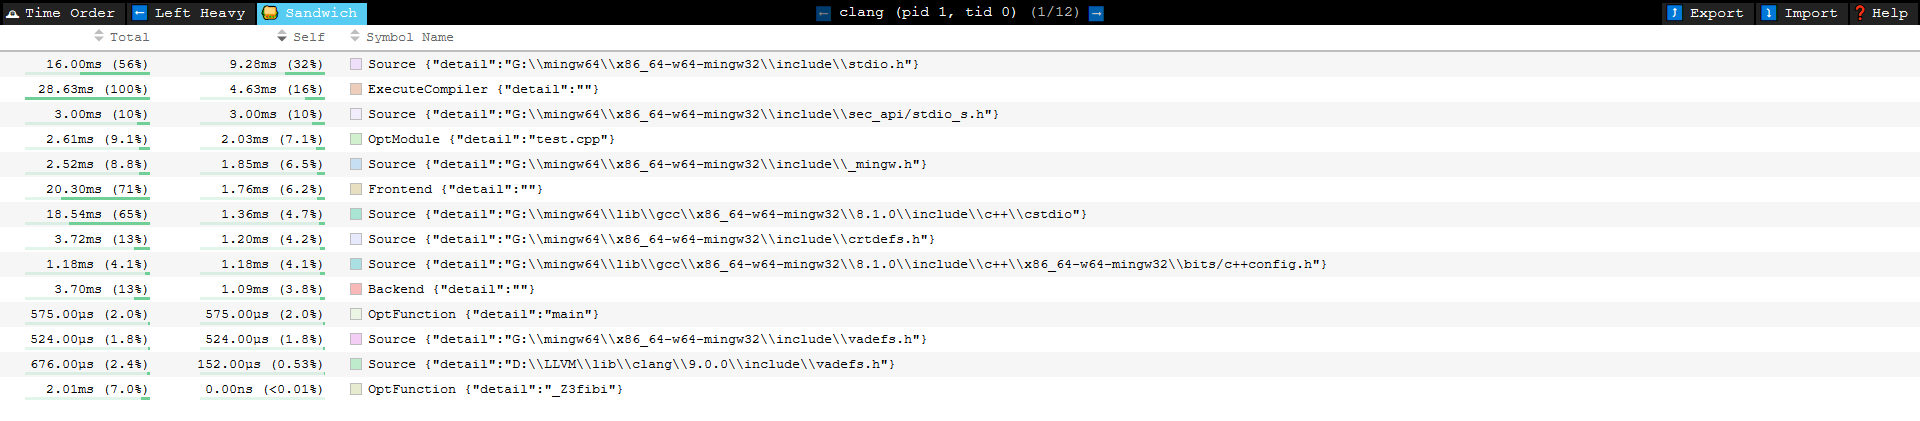 Time Order Left Heavy Sandwich clang (pid 1, tid 0) (1/12) Export Import Help
Total Self Symbol Name
16.00ms (56%) 9.28ms (32%) Source {"detail":"G:\\mingw64\\x86_64-w64-mingw32\\include\\stdio.h"}
28.63ms (100%) 4.63ms (16%) ExecuteCompiler {"detail":""}
3.00ms (10%) 3.00ms (10%) Source {"detail":"G:\\mingw64\\x86_64-w64-mingw32\\include\\sec_api/stdio_s.h"}
2.61ms (9.1%) 2.03ms (7.1%) OptModule {"detail":"test.cpp"}
2.52ms (8.8%) 1.85ms (6.5%) Source {"detail":"G:\\mingw64\\x86_64-w64-mingw32\\include\\_mingw.h"}
20.30ms (71%) 1.76ms (6.2%) Frontend {"detail":""}
18.54ms (65%) 1.36ms (4.7%) Source {"detail":"G:\\mingw64\\lib\\gcc\\x86_64-w64-mingw32\\8.1.0\\include\\c++\\cstdio"}
3.72ms (13%) 1.20ms (4.2%) Source {"detail":"G:\\mingw64\\x86_64-w64-mingw32\\include\\crtdefs.h"}
1.18ms (4.1%) 1.18ms (4.1%) Source {"detail":"G:\\mingw64\\lib\\gcc\\x86_64-w64-mingw32\\8.1.0\\include\\c++\\x86_64-w64-mingw32\\bits/c++config.h"}
3.70ms (13%) 1.09ms (3.8%) Backend {"detail":""}
575.00µs (2.0%) 575.00µs (2.0%) OptFunction {"detail":"main"}
524.00µs (1.8%) 524.00µs (1.8%) Source {"detail":"G:\\mingw64\\x86_64-w64-mingw32\\include\\vadefs.h"}
676.00µs (2.4%) 152.00µs (0.53%) Source {"detail":"D:\\LLVM\\lib\\clang\\9.0.0\\include\\vadefs.h"}
2.01ms (7.0%) 0.00ns (<0.01%) OptFunction {"detail":"_Z3fibi"}